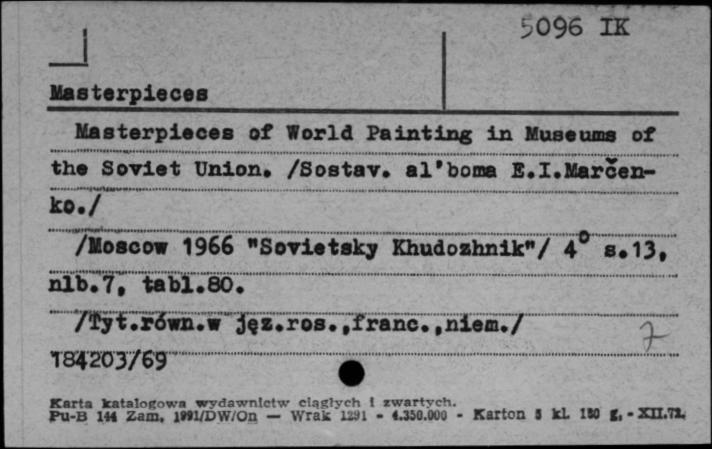 5096 IK
Masterpieces
Masterpieces of World Painting in Museums of
the Soviet Union. /Sostav. al'boma E.I.Marčen-
ko./
/Moscow 1966 "Sovietsky Khudozhnik"/ 4° s.13,
nlb.7, tabl.80.
/Tyt.równ.w jęz.ros.,franc.,niem./
7
184203/69
Karta katalogowa wydawnictw ciągłych i zwartych.
Pu-B 144 Zam. 1991/DW/On — Wrak 1291 - 4.350.000 - Karton 5 kl. 180 g. - XII.72.